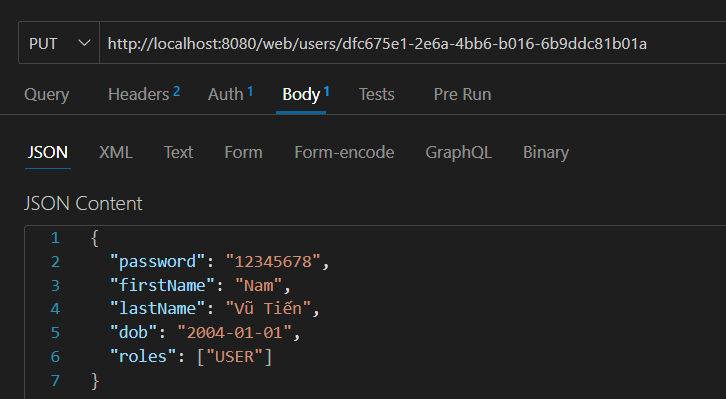 PUT http://localhost:8080/web/users/dfc675e1-2e6a-4bb6-b016-6b9ddc81b01a
Query Headers 2 Auth 1 Body 1 Tests Pre Run
JSON XML Text Form Form-encode GraphQL Binary
JSON Content
1 {
2 "password": "12345678",
3 "firstName": "Nam",
4 "lastName": "Vũ Tiến",
5 "dob": "2004-01-01",
6 "roles": ["USER"]
7 }